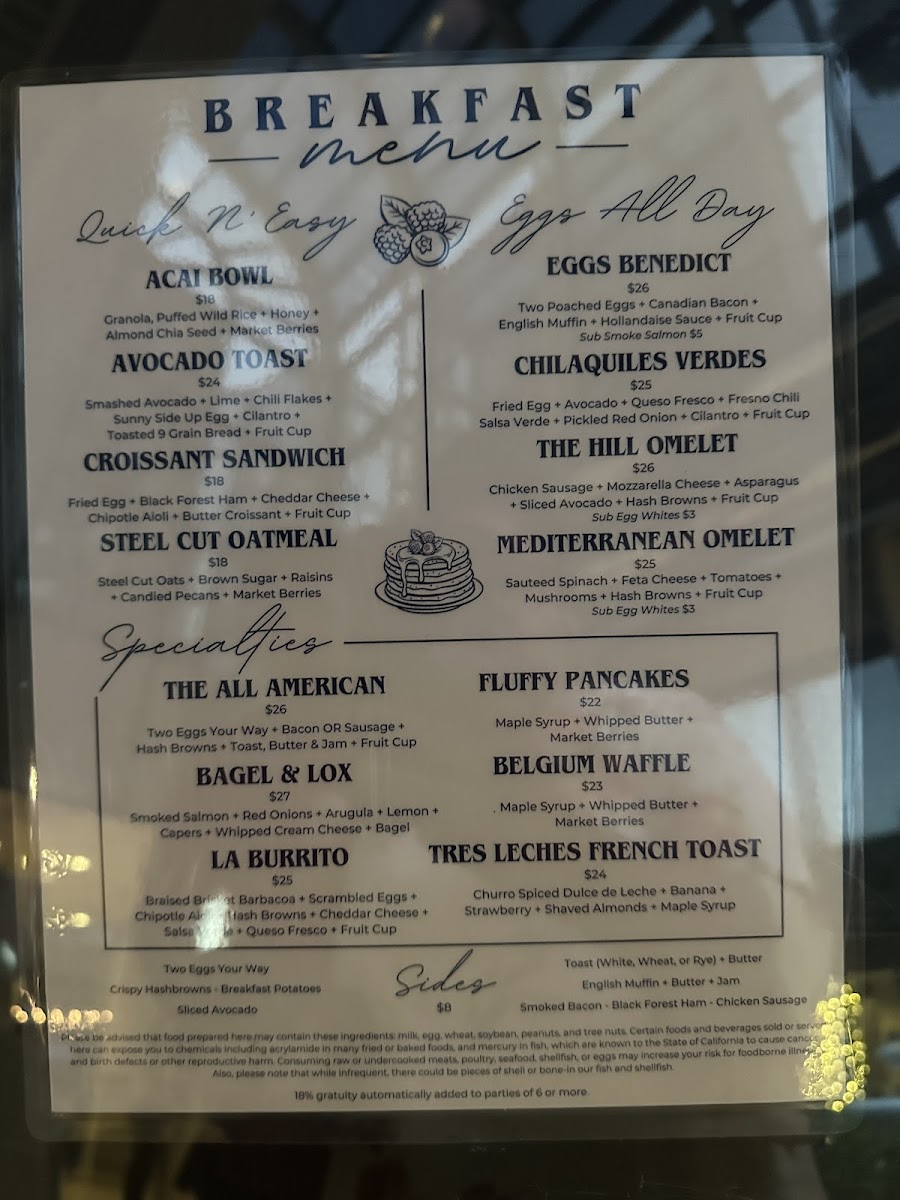 BREAKFAST
menu
Quick N' Easy
ACAI BOWL
$18
Granola, Puffed Wild Rice + Honey +
Almond Chia Seed + Market Berries
AVOCADO TOAST
$24
Smashed Avocado + Lime + Chili Flakes +
Sunny Side Up Egg + Cilantro +
Toasted 9 Grain Bread + Fruit Cup
CROISSANT SANDWICH
$18
Fried Egg + Black Forest Ham + Cheddar Cheese +
Chipotle Aioli + Butter Croissant + Fruit Cup
STEEL CUT OATMEAL
$18
Steel Cut Oats + Brown Sugar + Raisins
+ Candied Pecans + Market Berries
Eggs All Day
EGGS BENEDICT
$26
Two Poached Eggs + Canadian Bacon +
English Muffin + Hollandaise Sauce + Fruit Cup
Sub Smoke Salmon $5
CHILAQUILES VERDES
$25
Fried Egg + Avocado + Queso Fresco + Fresno Chili
Salsa Verde + Pickled Red Onion + Cilantro + Fruit Cup
THE HILL OMELET
$26
Chicken Sausage + Mozzarella Cheese + Asparagus
+ Sliced Avocado + Hash Browns + Fruit Cup
Sub Egg Whites $3
MEDITERRANEAN OMELET
$25
Sauteed Spinach + Feta Cheese + Tomatoes +
Mushrooms + Hash Browns + Fruit Cup
Sub Egg Whites $3
Specialties
THE ALL AMERICAN
$26
Two Eggs Your Way + Bacon OR Sausage +
Hash Browns + Toast, Butter & Jam + Fruit Cup
BAGEL & LOX
$27
Smoked Salmon + Red Onions + Arugula + Lemon +
Capers + Whipped Cream Cheese + Bagel
LA BURRITO
$25
Braised Barbacoa + Scrambled Eggs +
Chipotle Hash Browns + Cheddar Cheese +
Salsa + Queso Fresco + Fruit Cup
FLUFFY PANCAKES
$22
Maple Syrup + Whipped Butter +
Market Berries
BELGIUM WAFFLE
$23
. Maple Syrup + Whipped Butter +
Market Berries
TRES LECHES FRENCH TOAST
$24
Churro Spiced Dulce de Leche + Banana +
Strawberry + Shaved Almonds + Maple Syrup
Sides
$8
Two Eggs Your Way
Crispy Hashbrowns - Breakfast Potatoes
Sliced Avocado
Toast (White, Wheat, or Rye) + Butter
English Muffin + Butter + Jam
Smoked Bacon - Black Forest Ham - Chicken Sausage
Please be advised that food prepared here may contain these ingredients: milk, egg, wheat, soybean, peanuts, and tree nuts. Certain foods and beverages sold or
here can expose you to chemicals including acrylamide in many fried or baked foods, and mercury in fish, which are known to the State of California to cause
and birth defects or other reproductive harm. Consuming raw or undercooked meats, poultry, seafood, shellfish, or eggs may increase your risk for foodborne
Also, please note that while infrequent, there could be pieces of shell or bone-in our fish and shellfish.
18% gratuity automatically added to parties of 6 or more.